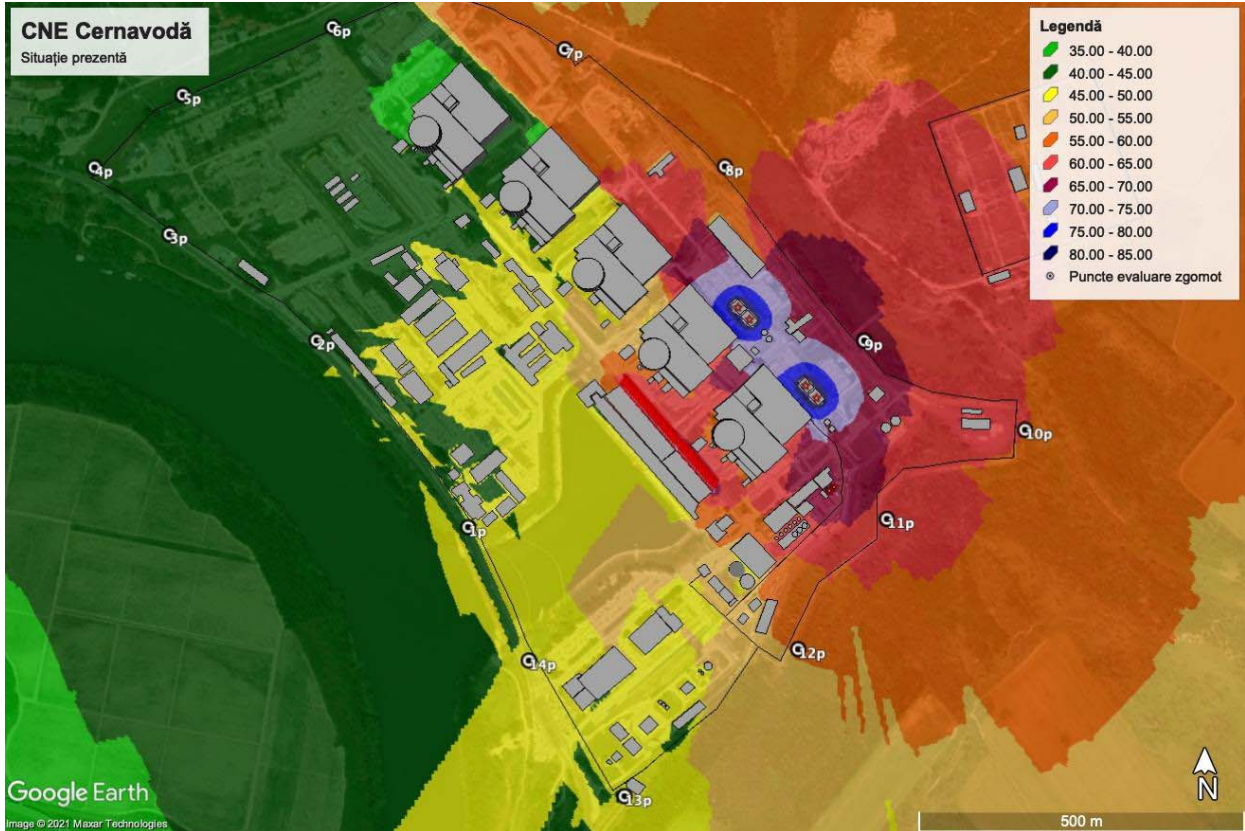 CNE Cernavodă
Situație prezentă
Legendă
35.00 - 40.00
40.00 - 45.00
45.00 - 50.00
50.00 - 55.00
55.00 - 60.00
60.00 - 65.00
65.00 - 70.00
70.00 - 75.00
75.00 - 80.00
80.00 - 85.00
Puncte evaluare zgomot
6p
7p
5p
4p
8p
3p
2p
9p
10p
11p
1p
12p
14p
13p
Google Earth
Image © 2021 Maxar Technologies
N
500 m